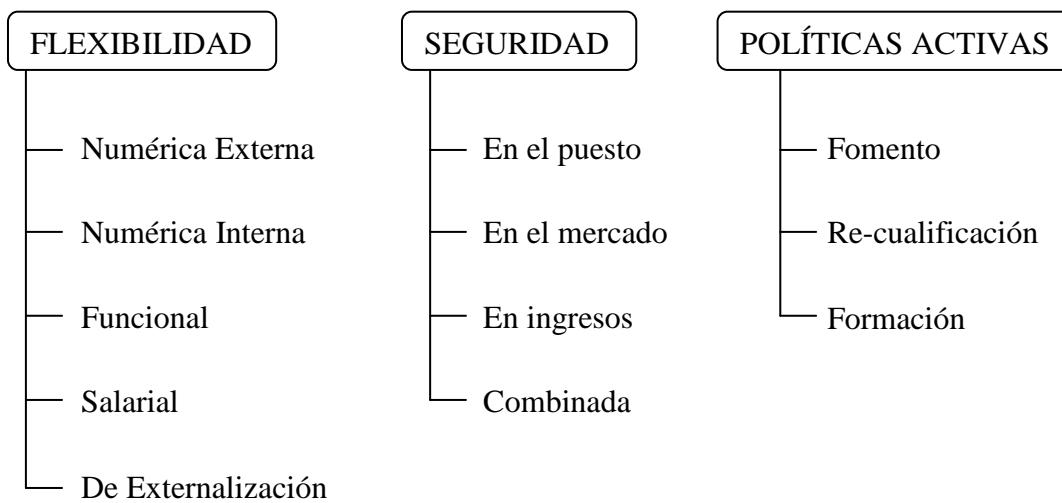 FLEXIBILIDAD
Numérica Externa
Numérica Interna
Funcional
Salarial
De Externalización
SEGURIDAD
En el puesto
En el mercado
En ingresos
Combinada
POLÍTICAS ACTIVAS
Fomento
Re-cualificación
Formación